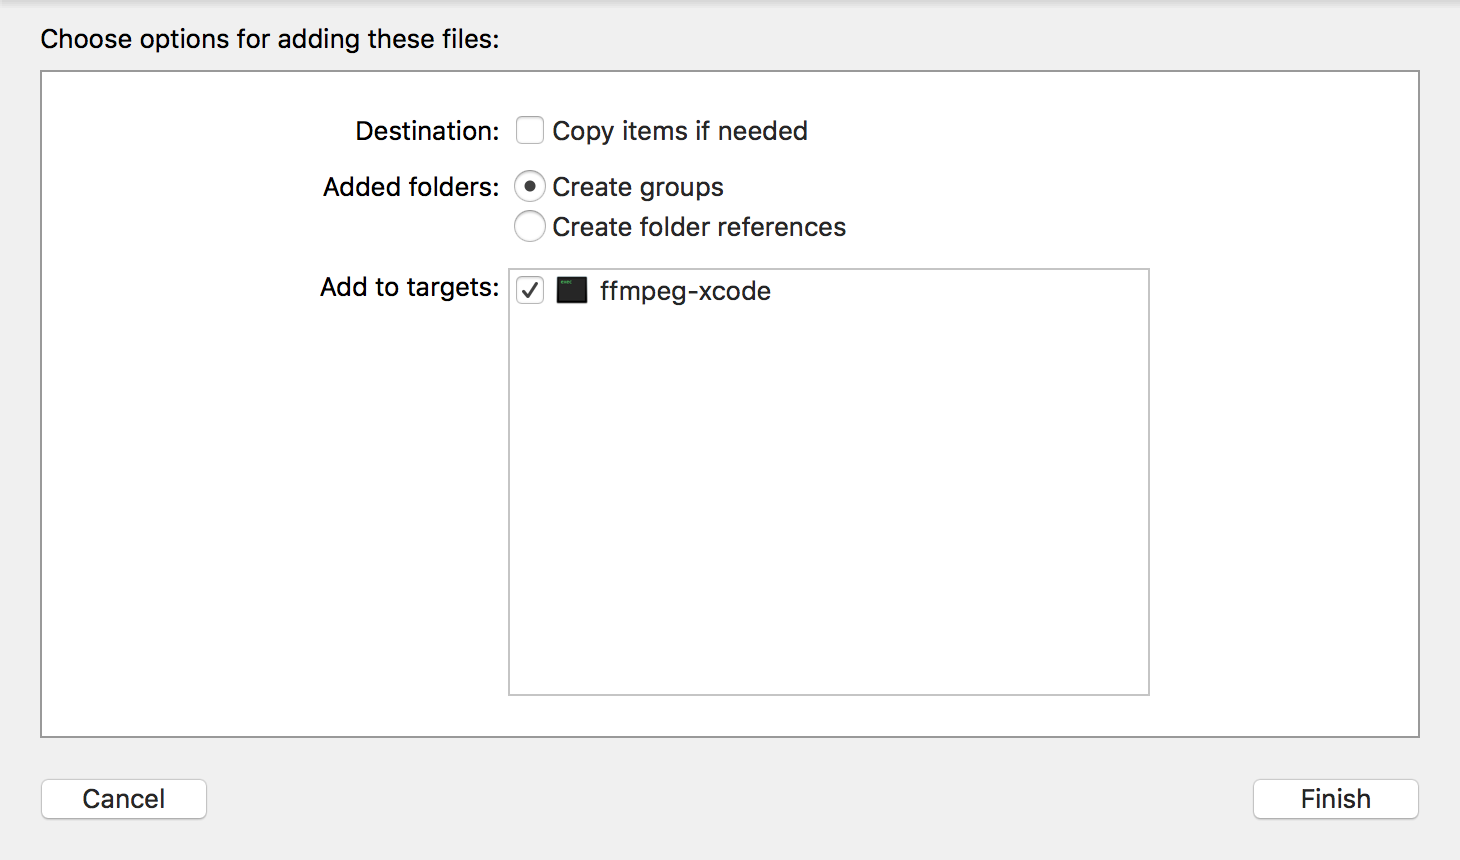 Choose options for adding these files:
Destination: Copy items if needed
Added folders: Create groups
Create folder references
Add to targets: ffmpeg-xcode
Cancel Finish